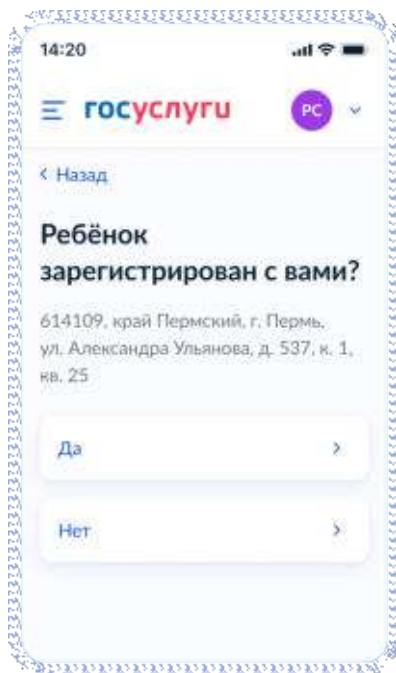 14:20
госуслуги
РС
Назад
Ребёнок
зарегистрирован с вами?
614109, край Пермский, г. Пермь,
ул. Александра Ульянова, д. 537, к. 1,
кв. 25
Да
Нет